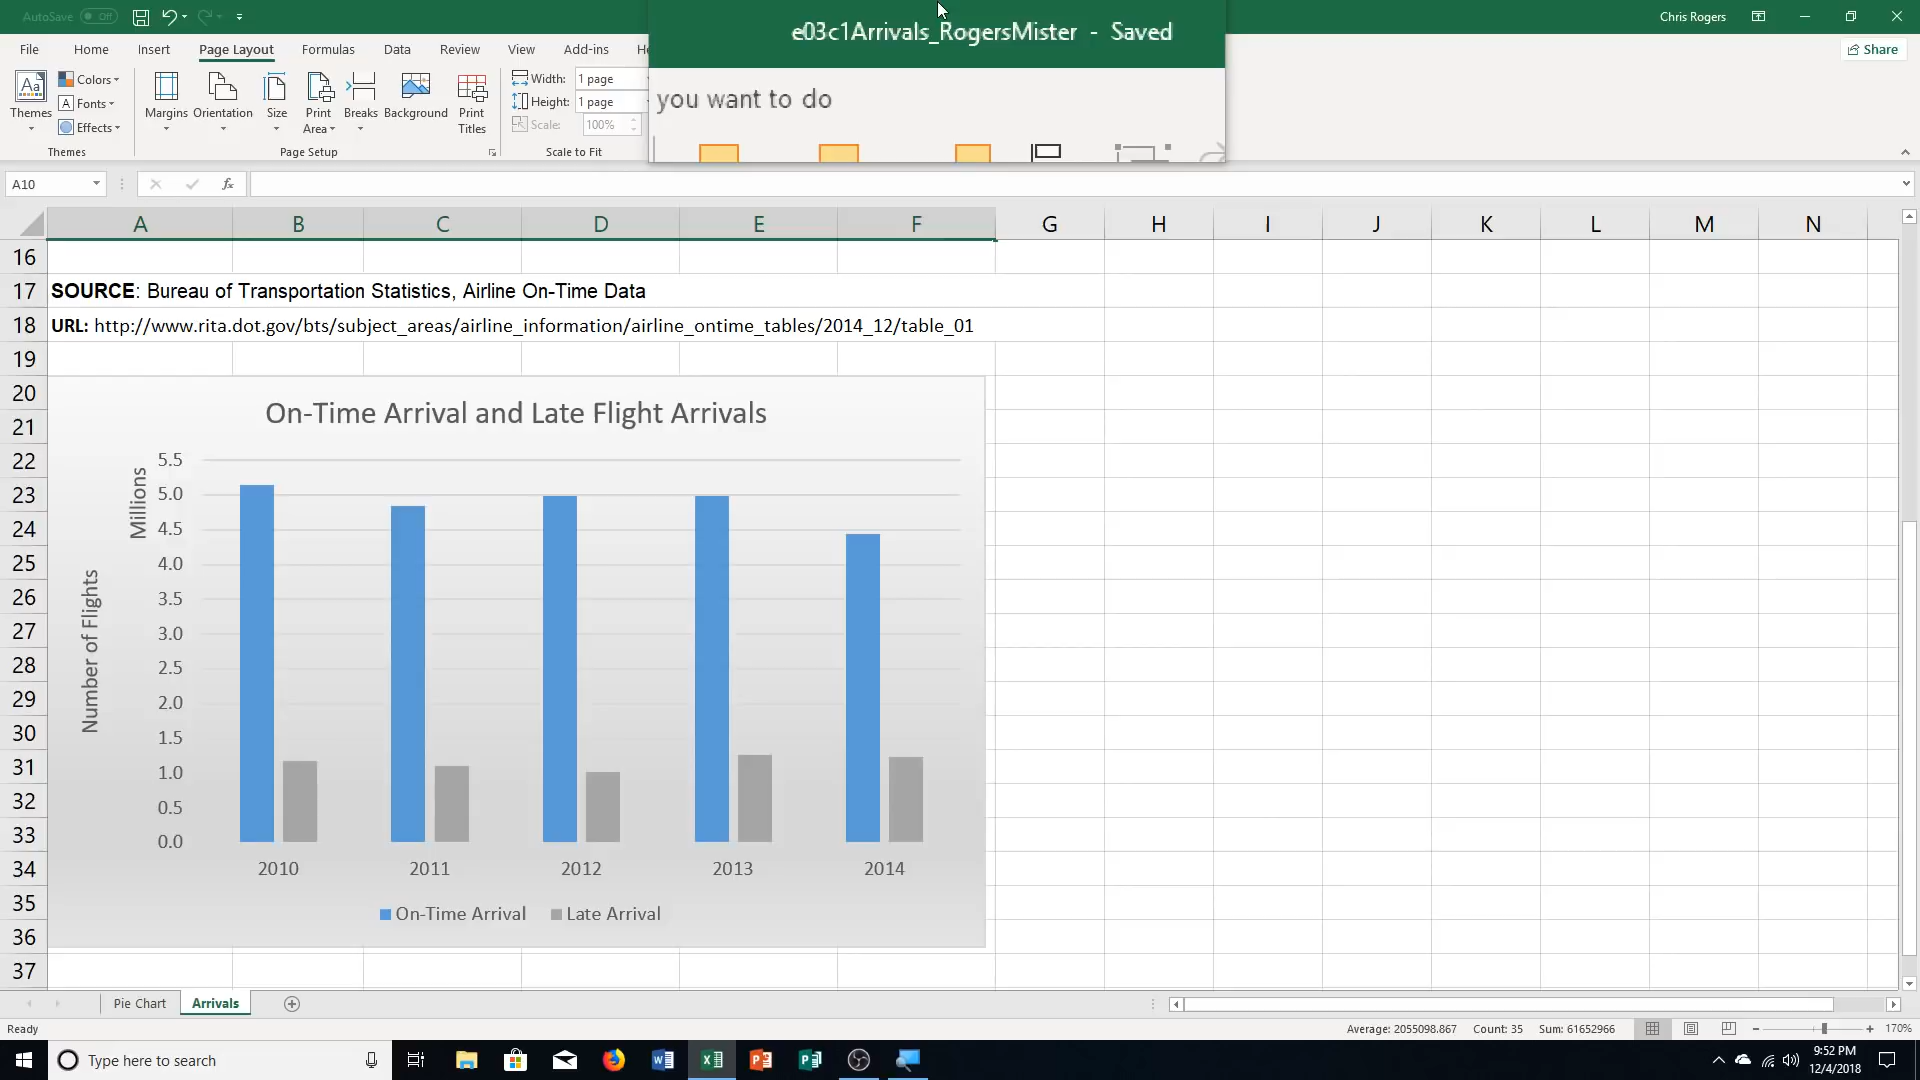 AutoSave Off
e03c1Arrivals_RogersMister - Saved
Chris Rogers
File Home Insert Page Layout Formulas Data Review View Add-ins
Share
you want to do
Themes
Colors
Fonts
Effects
Themes
Margins
Orientation
Size
Print Area
Breaks
Background
Print Titles
Page Setup
Width: 1 page
Height: 1 page
Scale: 100%
Scale to Fit
A10
fx
A B C D E F G H I J K L M N
16
17 SOURCE: Bureau of Transportation Statistics, Airline On-Time Data
18 URL: http://www.rita.dot.gov/bts/subject_areas/airline_information/airline_ontime_tables/2014_12/table_01
19
20
21
22
23
24
25
26
27
28
29
30
31
32
33
34
35
36
37
On-Time Arrival and Late Flight Arrivals
Number of Flights
Millions
5.5
5.0
4.5
4.0
3.5
3.0
2.5
2.0
1.5
1.0
0.5
0.0
2010 2011 2012 2013 2014
On-Time Arrival Late Arrival
Pie Chart Arrivals
Ready
Average: 2055098.867 Count: 35 Sum: 61652966
170%
Type here to search
9:52 PM
12/4/2018